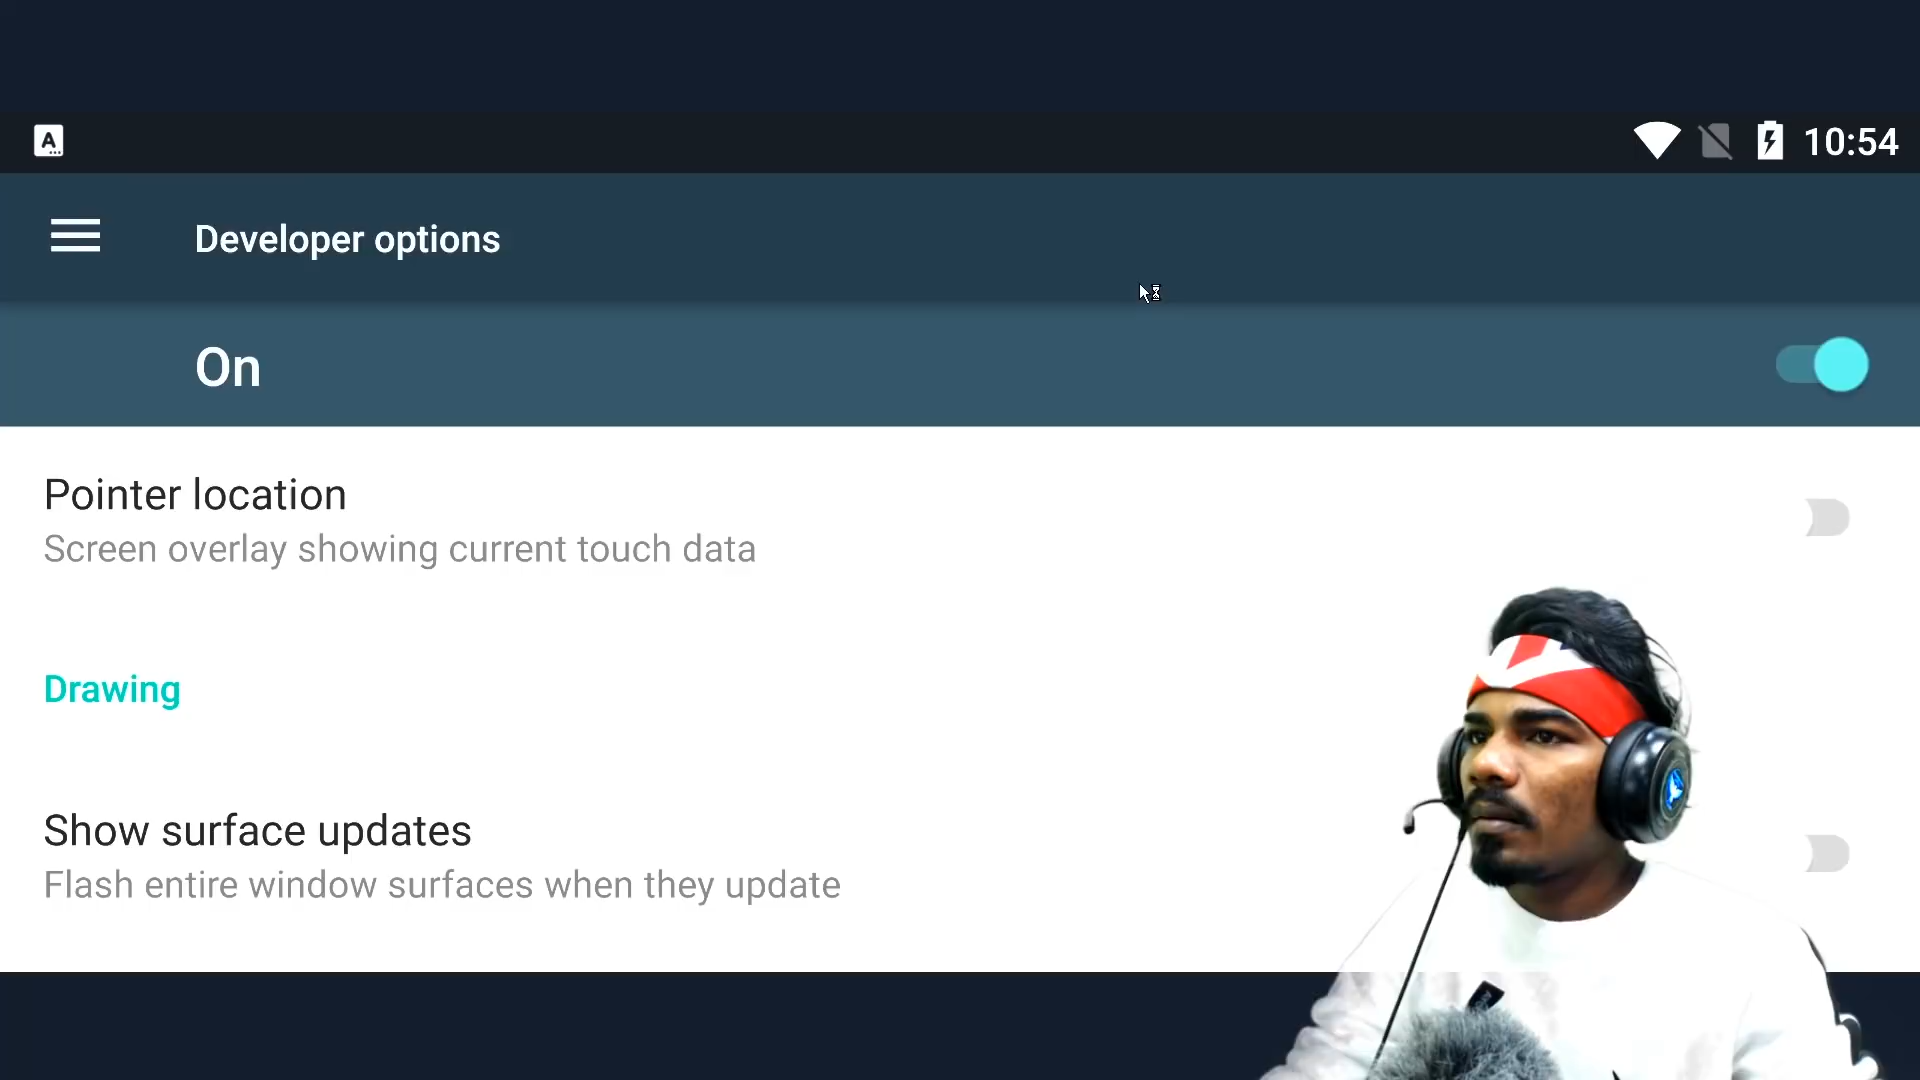 A
10:54
Developer options
On
Pointer location
Screen overlay showing current touch data
Drawing
Show surface updates
Flash entire window surfaces when they update